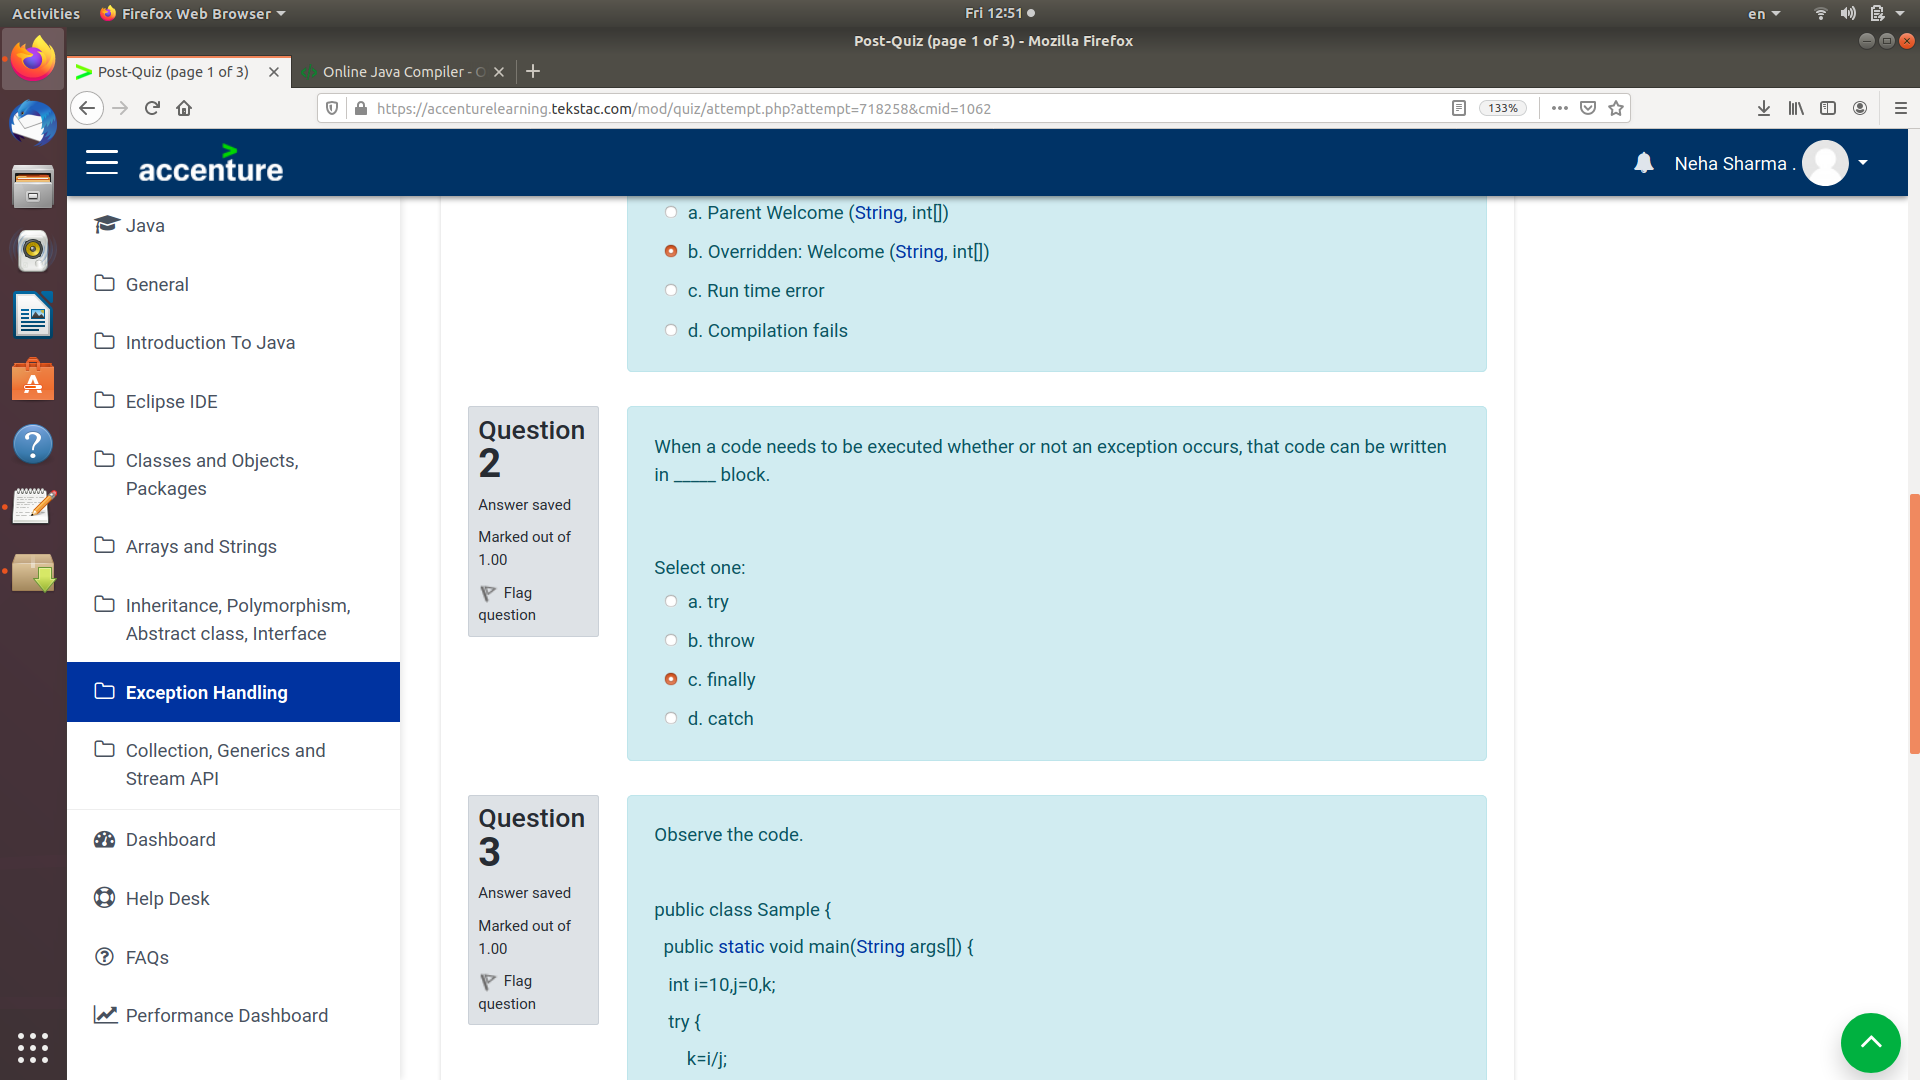 Activities
Firefox Web Browser
Fri 12:51
en
Post-Quiz (page 1 of 3) - Mozilla Firefox
Post-Quiz (page 1 of 3)
Online Java Compiler -
https://accenturelearning.tekstac.com/mod/quiz/attempt.php?attempt=718258&cmid=1062
133%
accenture
Neha Sharma .
Java
General
Introduction To Java
Eclipse IDE
Classes and Objects,
Packages
Arrays and Strings
Inheritance, Polymorphism,
Abstract class, Interface
Exception Handling
Collection, Generics and
Stream API
Dashboard
Help Desk
FAQs
Performance Dashboard
a. Parent Welcome (String, int[])
b. Overridden: Welcome (String, int[])
c. Run time error
d. Compilation fails
Question
2
Answer saved
Marked out of
1.00
Flag
question
When a code needs to be executed whether or not an exception occurs, that code can be written
in _____ block.
Select one:
a. try
b. throw
c. finally
d. catch
Question
3
Answer saved
Marked out of
1.00
Flag
question
Observe the code.
public class Sample {
public static void main(String args[]) {
int i=10,j=0,k;
try {
k=i/j;